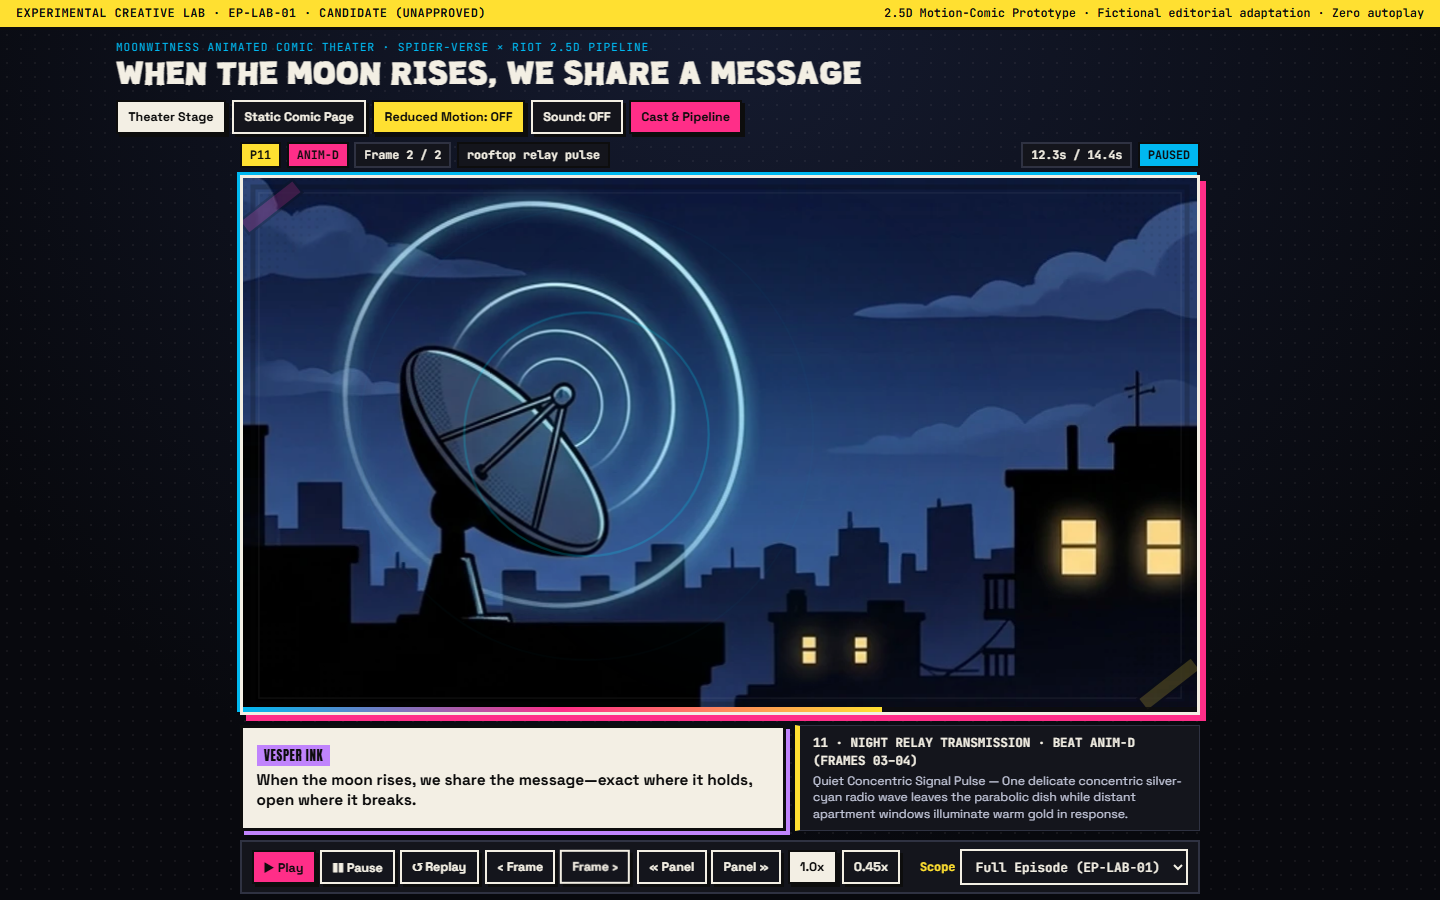 EXPERIMENTAL CREATIVE LAB · EP-LAB-01 · CANDIDATE (UNAPPROVED)
2.5D Motion-Comic Prototype · Fictional editorial adaptation · Zero autoplay
MOONWITNESS ANIMATED COMIC THEATER · SPIDER-VERSE × RIOT 2.5D PIPELINE
WHEN THE MOON RISES, WE SHARE A MESSAGE
Theater Stage
Static Comic Page
Reduced Motion: OFF
Sound: OFF
Cast & Pipeline
P11
ANIM-D
Frame 2 / 2
rooftop relay pulse
12.3s / 14.4s
PAUSED
VESPER INK
When the moon rises, we share the message—exact where it holds,
open where it breaks.
11 · NIGHT RELAY TRANSMISSION · BEAT ANIM-D
(FRAMES 03–04)
Quiet Concentric Signal Pulse — One delicate concentric silver-
cyan radio wave leaves the parabolic dish while distant
apartment windows illuminate warm gold in response.
▶ Play
▮▮ Pause
↺ Replay
‹ Frame
Frame ›
« Panel
Panel »
1.0x
0.45x
Scope
Full Episode (EP-LAB-01)